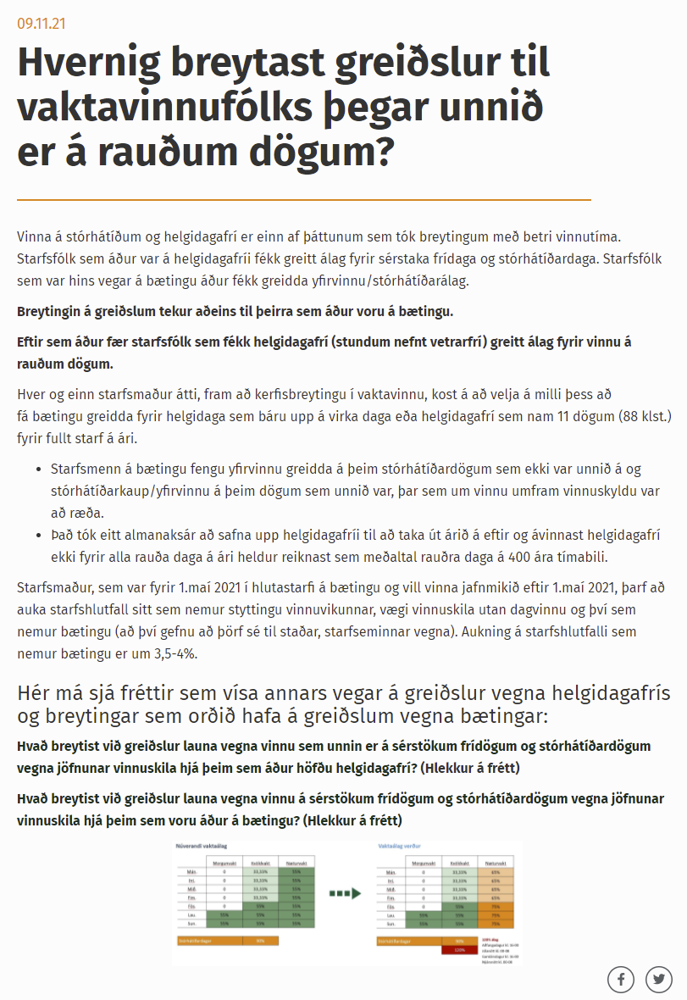 09.11.21
Hvernig breytast greiðslur til
vaktavinnufólks þegar unnið
er á rauðum dögum?
Vinna á stórhátíðum og helgidagafrí er einn af þáttunum sem tók breytingum með betri vinnutíma.
Starfsfólk sem áður var á helgidagafríi fékk greitt álag fyrir sérstaka frídaga og stórhátíðardaga. Starfsfólk
sem var hins vegar á bætingu áður fékk greidda yfirvinnu/stórhátíðarálag.
Breytingin á greiðslum tekur aðeins til þeirra sem áður voru á bætingu.
Eftir sem áður fær starfsfólk sem fékk helgidagafrí (stundum nefnt vetrarfrí) greitt álag fyrir vinnu á
rauðum dögum.
Hver og einn starfsmaður átti, fram að kerfisbreytingu í vaktavinnu, kost á að velja á milli þess að
fá bætingu greidda fyrir helgidaga sem báru upp á virka daga eða helgidagafrí sem nam 11 dögum (88 klst.)
fyrir fullt starf á ári.
• Starfsmenn á bætingu fengu yfirvinnu greidda á þeim stórhátíðardögum sem ekki var unnið á og
stórhátíðarkaup/yfirvinnu á þeim dögum sem unnið var, þar sem um vinnu umfram vinnuskyldu var
að ræða.
• Það tók eitt almanaksár að safna upp helgidagafríi til að taka út árið á eftir og ávinnast helgidagafrí
ekki fyrir alla rauða daga á ári heldur reiknast sem meðaltal rauðra daga á 400 ára tímabili.
Starfsmaður, sem var fyrir 1.maí 2021 í hlutastarfi á bætingu og vill vinna jafnmikið eftir 1.maí 2021, þarf að
auka starfshlutfall sitt sem nemur styttingu vinnuvikunnar, vægi vinnuskila utan dagvinnu og því sem
nemur bætingu (að því gefnu að þörf sé til staðar, starfseminnar vegna). Aukning á starfshlutfalli sem
nemur bætingu er um 3,5-4%.
Hér má sjá fréttir sem vísa annars vegar á greiðslur vegna helgidagafrís
og breytingar sem orðið hafa á greiðslum vegna bætingar:
Hvað breytist við greiðslur launa vegna vinnu sem unnin er á sérstökum frídögum og stórhátíðardögum
vegna jöfnunar vinnuskila hjá þeim sem áður höfðu helgidagafrí? (Hlekkur á frétt)
Hvað breytist við greiðslur launa vegna vinnu á sérstökum frídögum og stórhátíðardögum vegna jöfnunar
vinnuskila hjá þeim sem voru áður á bætingu? (Hlekkur á frétt)
Núverandi vaktaálag
Morgunvakt Kvöldvakt Næturvakt
Mán. 0 33,33% 55%
Þri. 0 33,33% 55%
Mið. 0 33,33% 55%
Fim. 0 33,33% 55%
Fös. 0 55% 55%
Lau. 55% 55% 55%
Sun. 55% 55% 55%
Stórhátíðardagar 90%
Vaktaálag verður
Morgunvakt Kvöldvakt Næturvakt
Mán. 0 33,33% 65%
Þri. 0 33,33% 65%
Mið. 0 33,33% 65%
Fim. 0 33,33% 65%
Fös. 0 55% 75%
Lau. 55% 55% 75%
Sun. 55% 55% 75%
Stórhátíðardagar 90%
120%